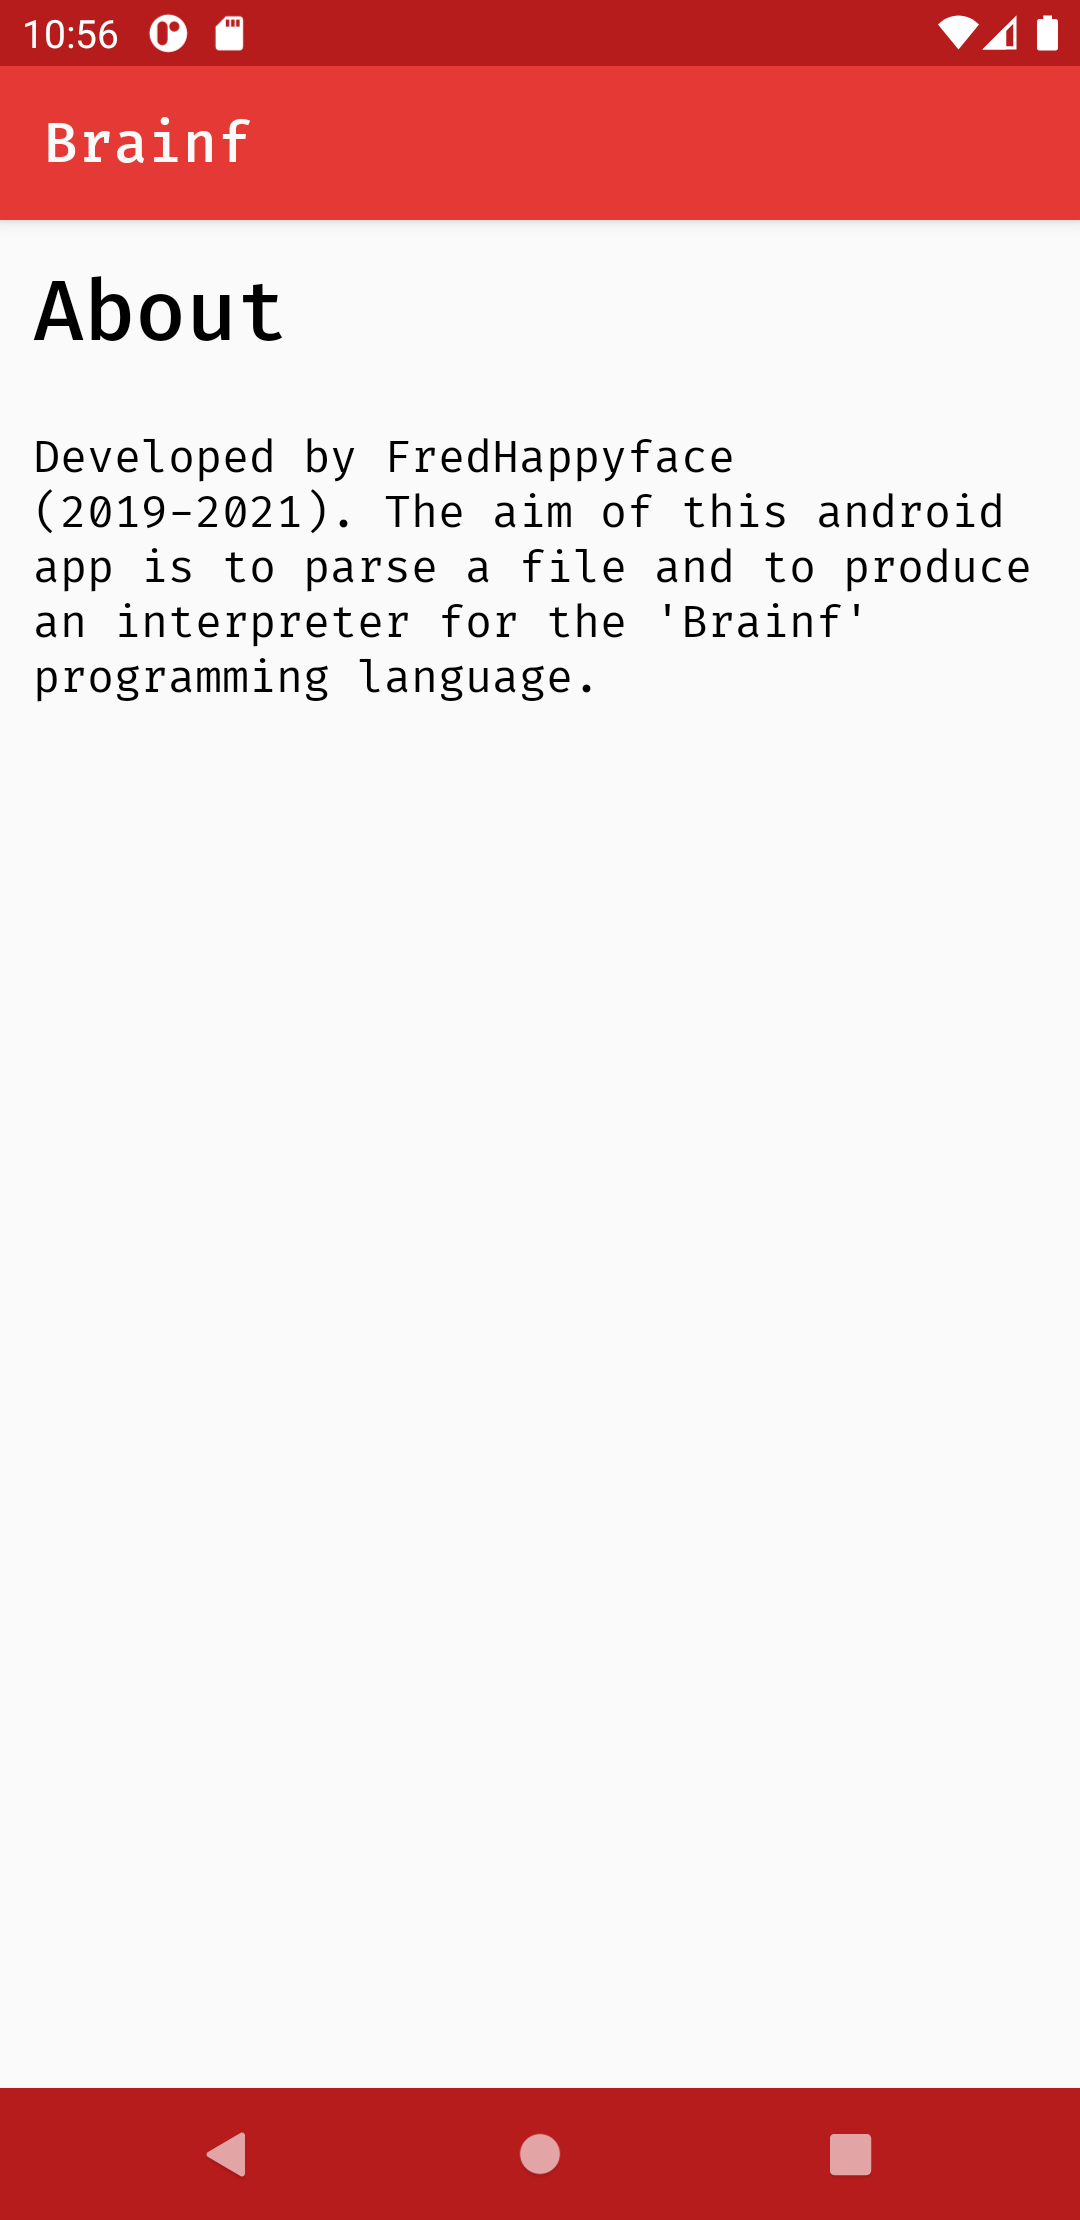 10:56
Brainf
About
Developed by FredHappyface
(2019-2021). The aim of this android
app is to parse a file and to produce
an interpreter for the 'Brainf'
programming language.